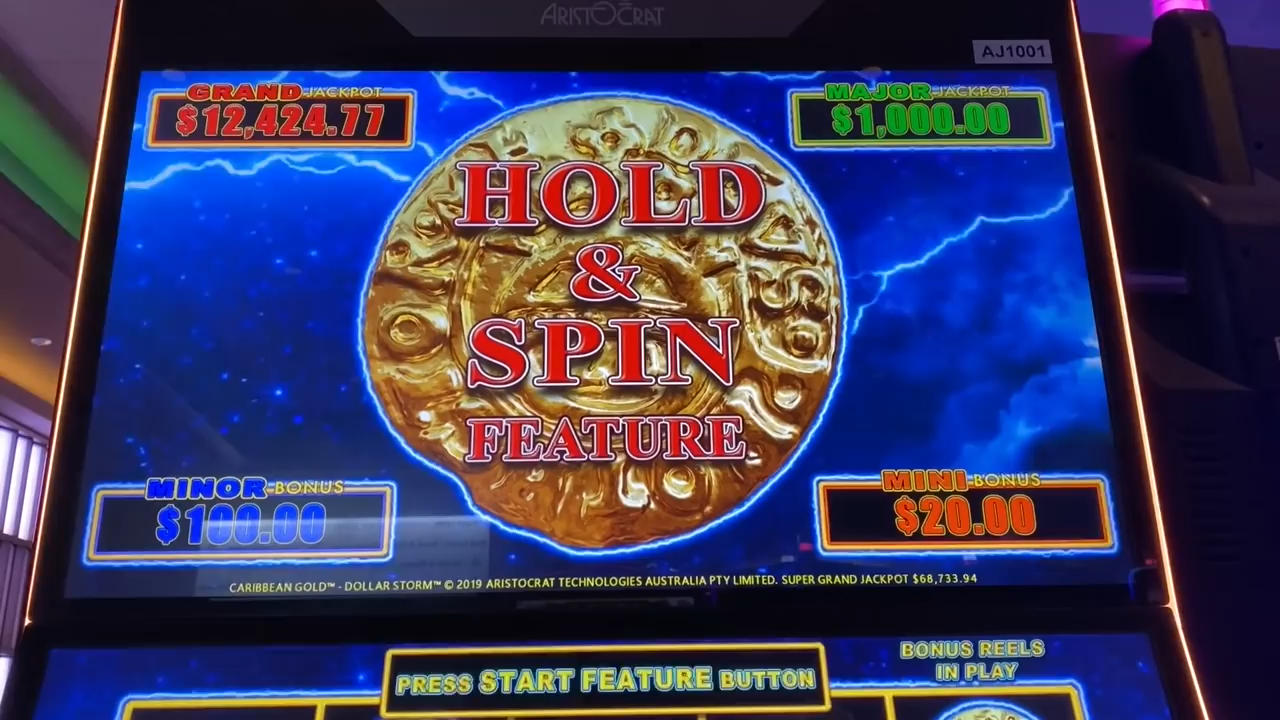 ARISTOCRAT
AJ1001
GRAND JACKPOT
$12,424.77
MAJOR JACKPOT
$1,000.00
HOLD
&
SPIN
FEATURE
MINOR BONUS
$100.00
MINI BONUS
$20.00
CARIBBEAN GOLD™ - DOLLAR STORM™ © 2019 ARISTOCRAT TECHNOLOGIES AUSTRALIA PTY LIMITED. SUPER GRAND JACKPOT $68,733.94
PRESS START FEATURE BUTTON
BONUS REELS
IN PLAY